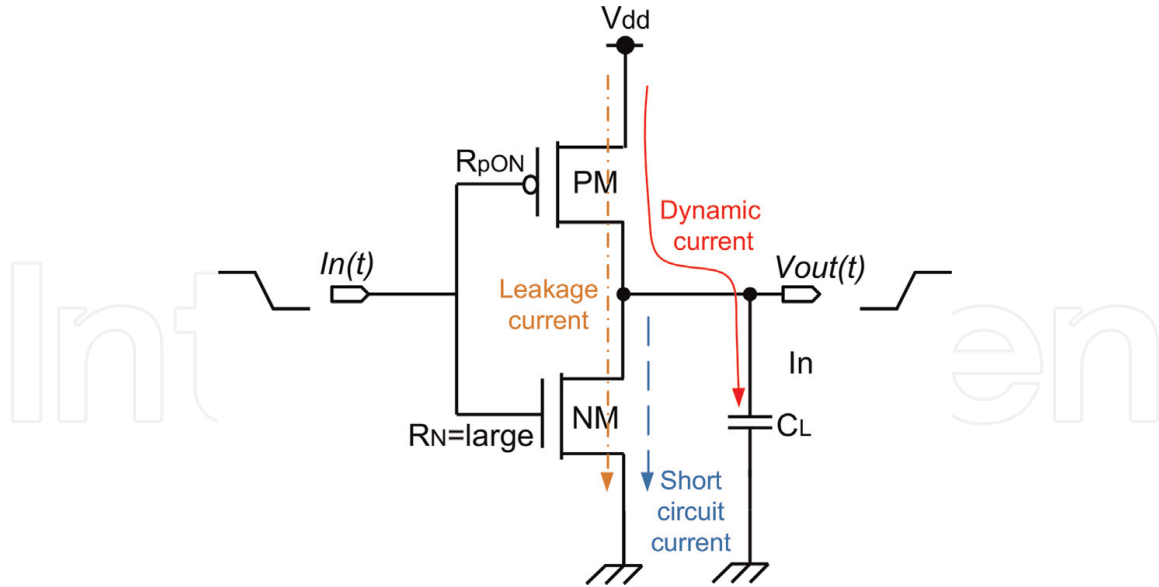 Vdd
RpON
PM
Dynamic
current
In(t)
Vout(t)
Leakage
current
In
NM
CL
RN=large
Short
circuit
current